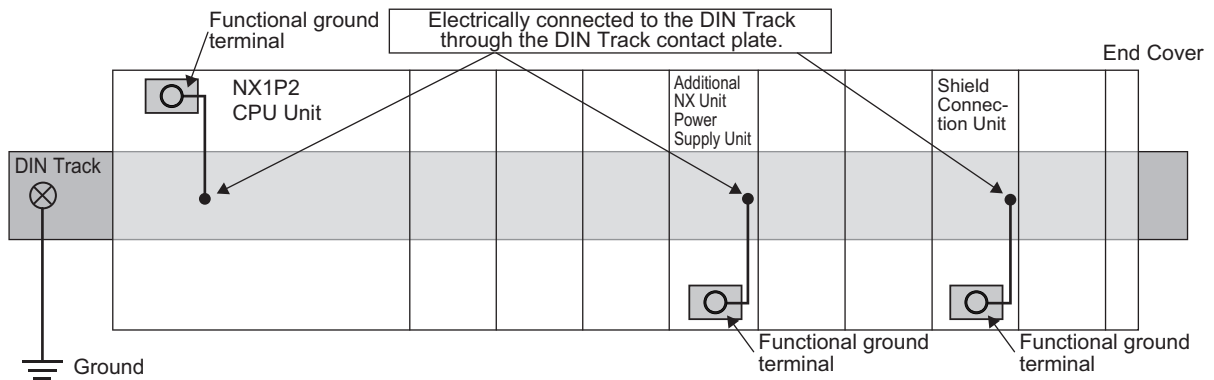 Functional ground
terminal
Electrically connected to the DIN Track
through the DIN Track contact plate.
End Cover
NX1P2
CPU Unit
Additional
NX Unit
Power
Supply Unit
Shield
Connec-
tion Unit
DIN Track
Functional ground
terminal
Functional ground
terminal
Ground